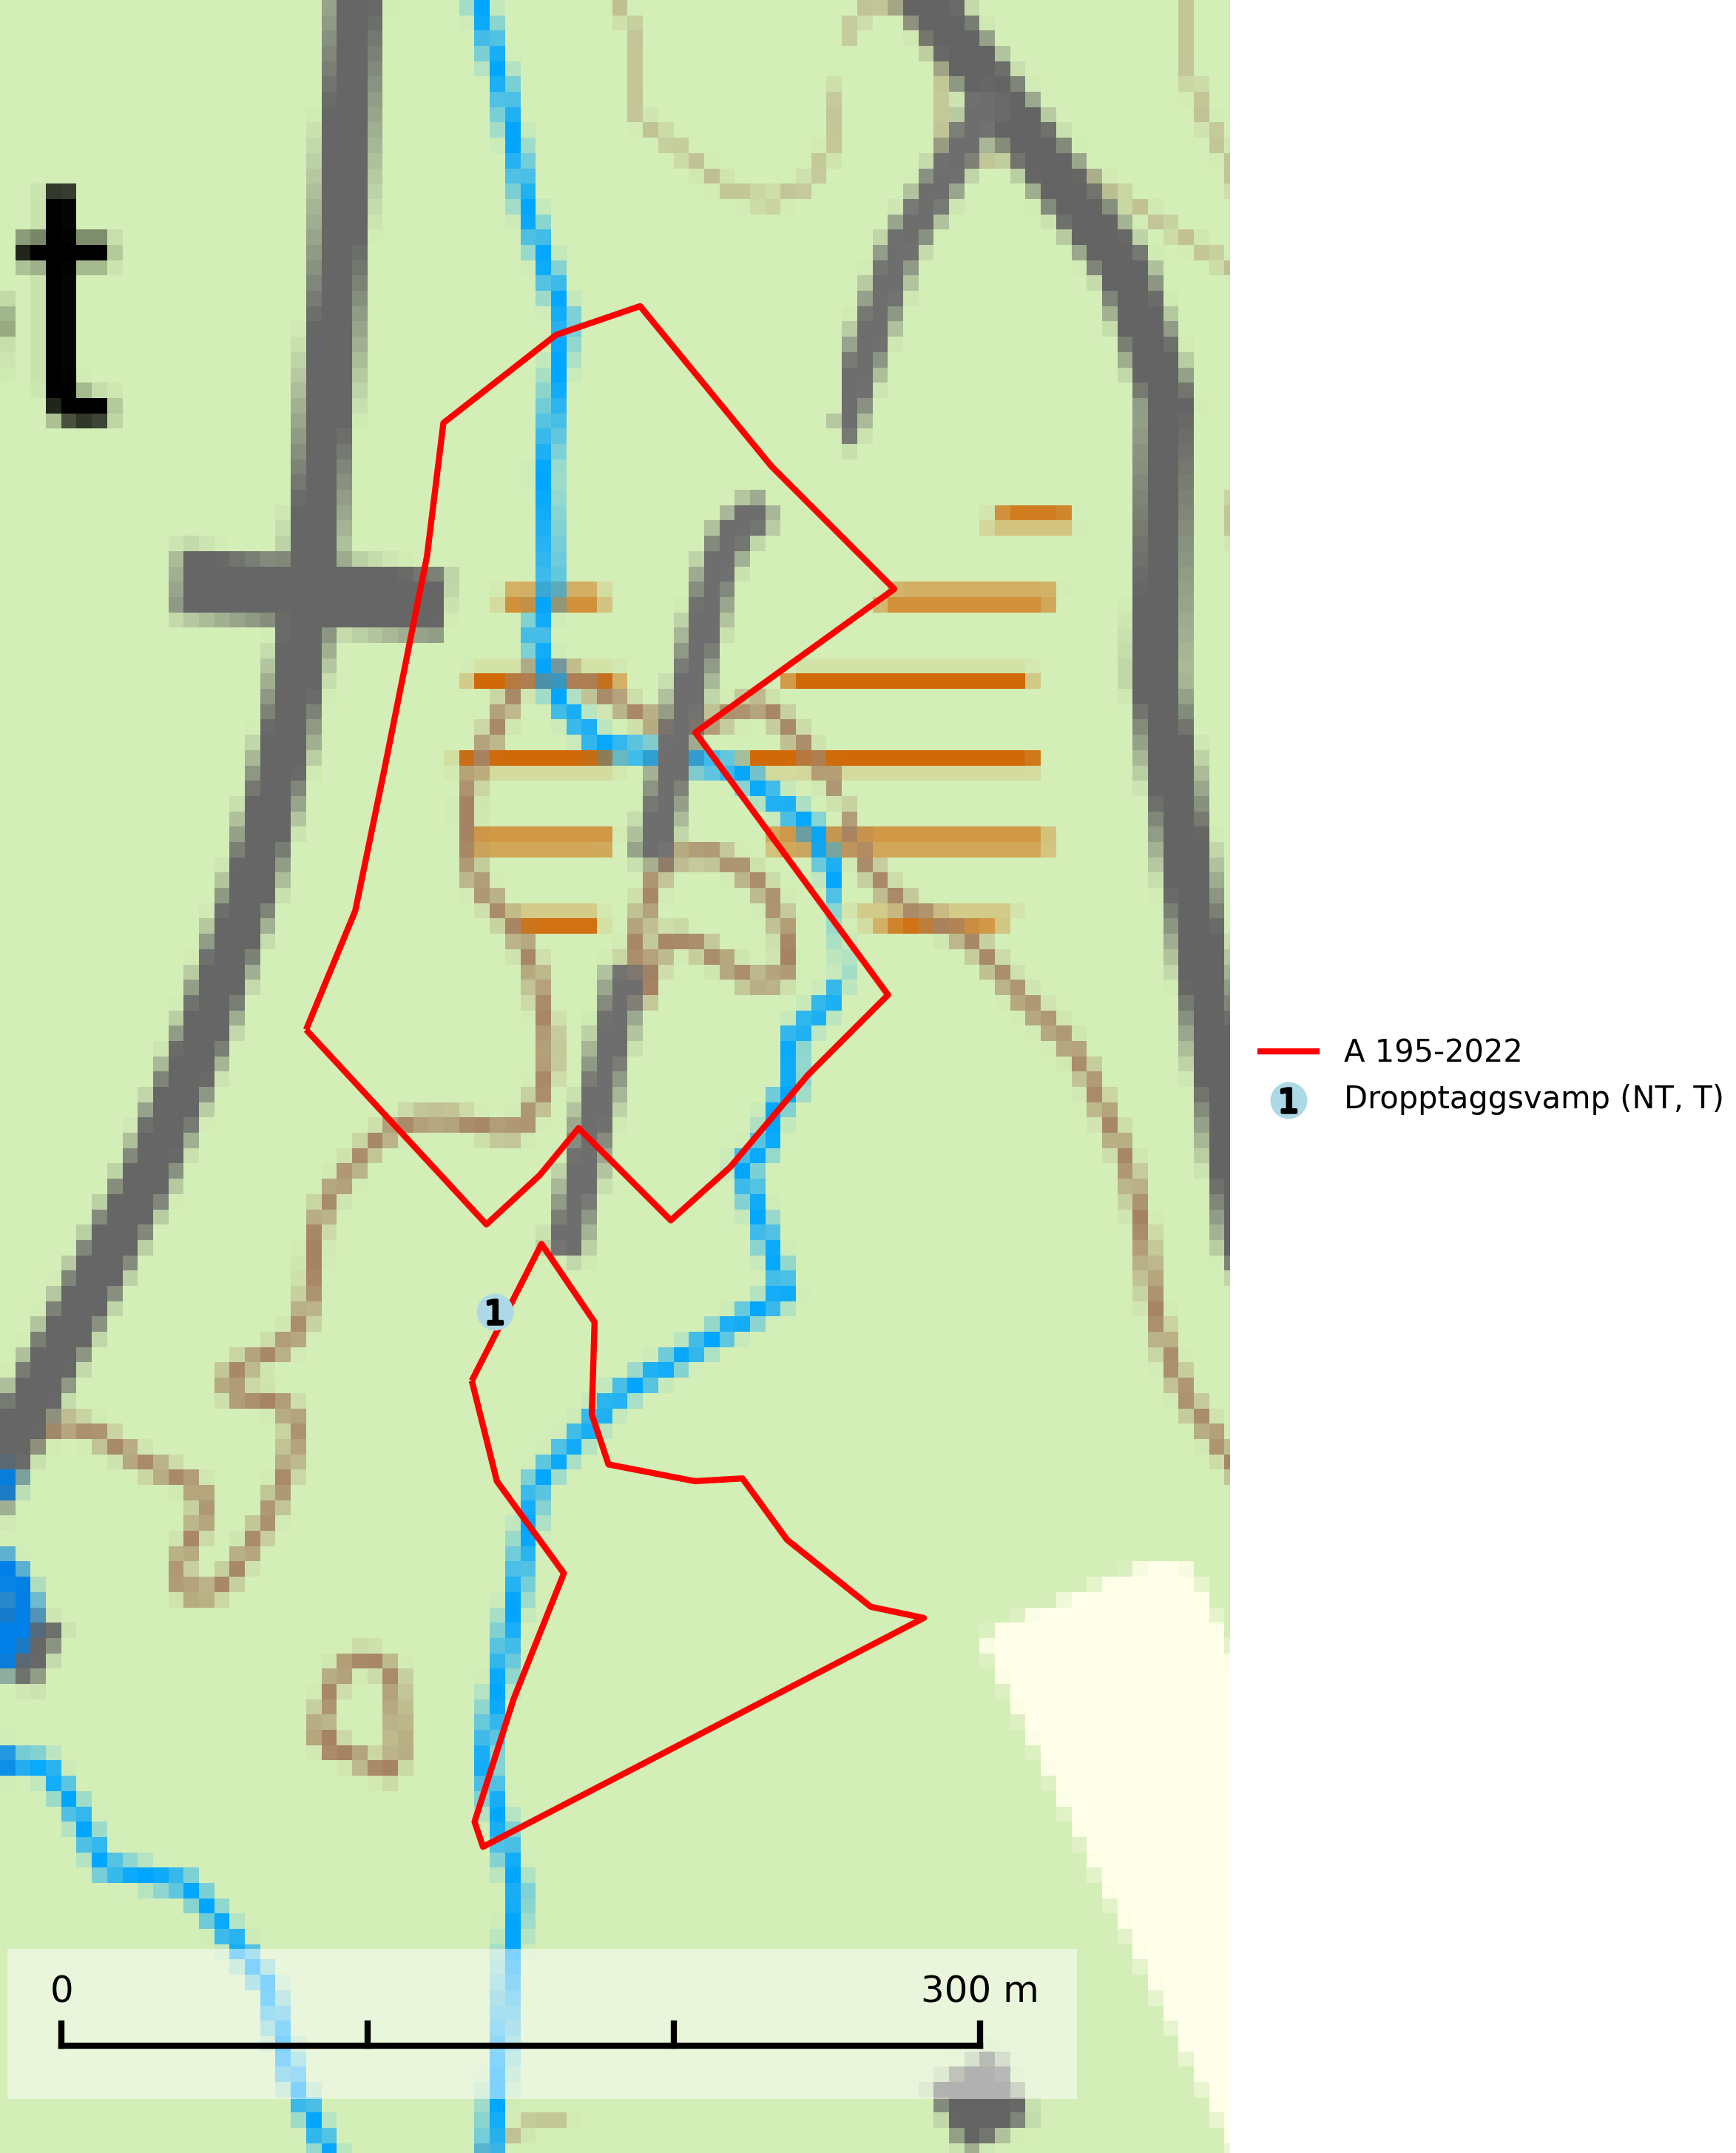 t
1
A 195-2022
1 Dropptaggsvamp (NT, T)
0 300 m